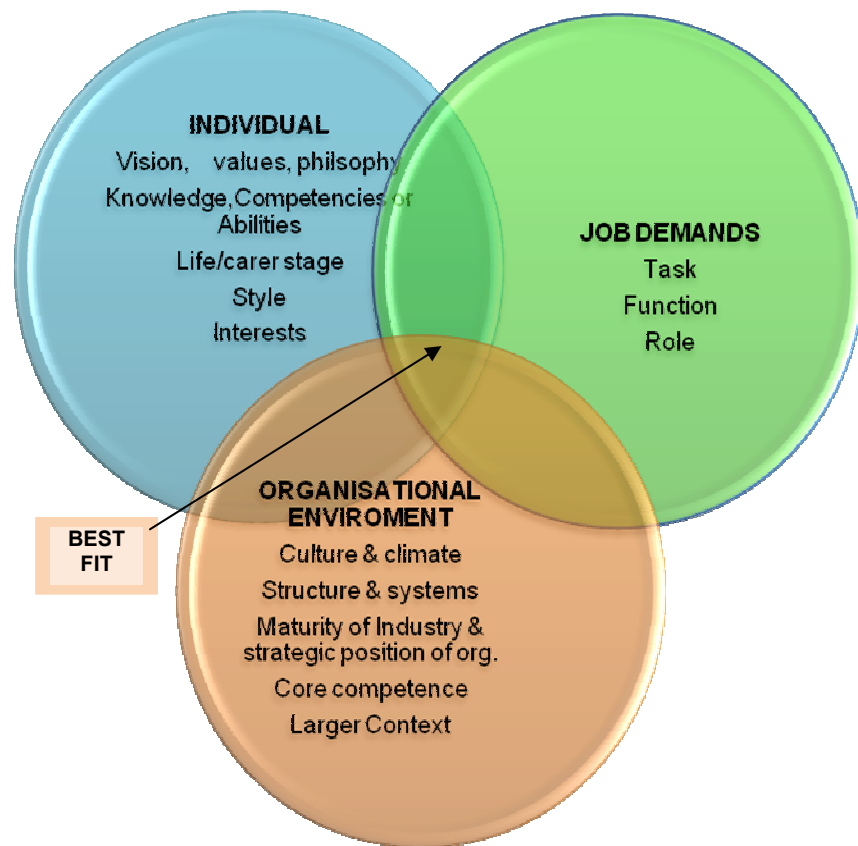 INDIVIDUAL
Vision, values, philsophy
Knowledge,Competencies or
Abilities
Life/carer stage
Style
Interests
JOB DEMANDS
Task
Function
Role
ORGANISATIONAL
ENVIROMENT
Culture & climate
Structure & systems
Maturity of Industry &
strategic position of org.
Core competence
Larger Context
BEST
FIT